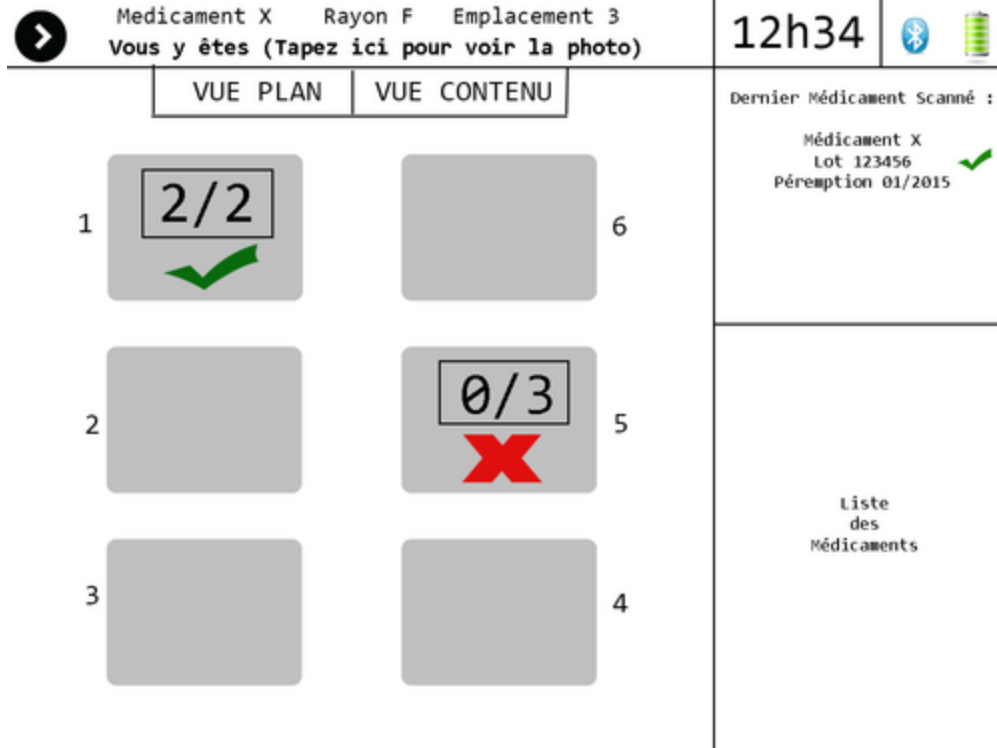 Medicament X Rayon F Emplacement 3
Vous y êtes (Tapez ici pour voir la photo)
12h34
VUE PLAN VUE CONTENU
Dernier Médicament Scanné :
Médicament X
Lot 123456
Péremption 01/2015
1
2/2
6
2
0/3
5
3
4
Liste
des
Médicaments